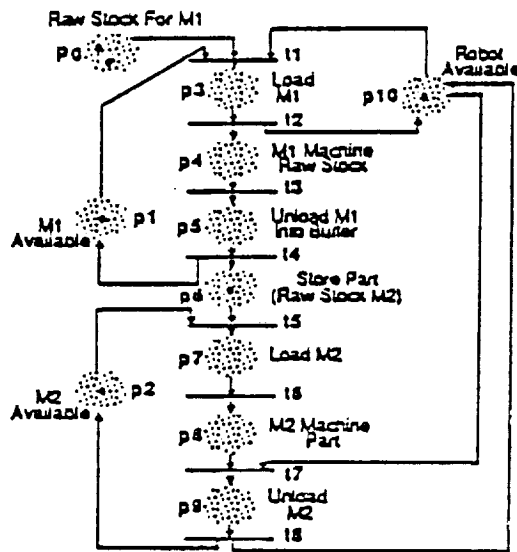 Raw Stock For M1
po
t1
Robot
Available
p3
Load
M1
p10
t2
p4
M1 Machine
Raw Stock
t3
M1
Available
p1
p5
Unload M1
Into Buffer
t4
p6
Store Part
(Raw Stock M2)
t5
p7
Load M2
M2
Available
p2
t6
p8
M2 Machine
Part
t7
p9
Unload
M2
t8